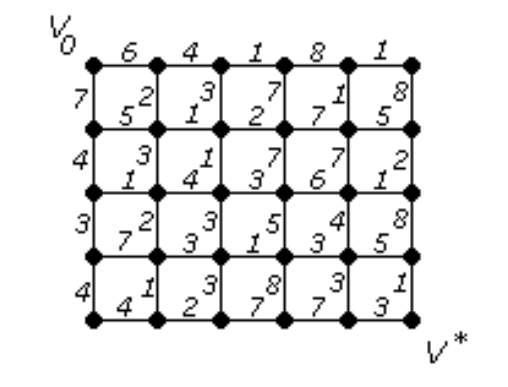 V0
6 4 1 8 1
7 2 3 7 1 8
5 1 2 7 5
4 3 1 7 7 2
1 4 3 6 1
3 2 3 5 4 8
7 3 1 3 5
4 1 3 8 3 1
4 2 7 7 3
V*